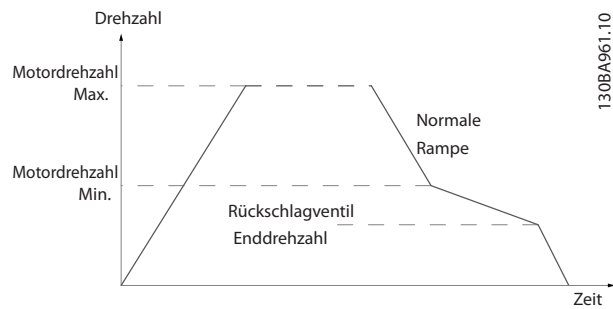 Drehzahl
130BA961.10
Motordrehzahl
Max.
Normale
Rampe
Motordrehzahl
Min.
Rückschlagventil
Enddrehzahl
Zeit